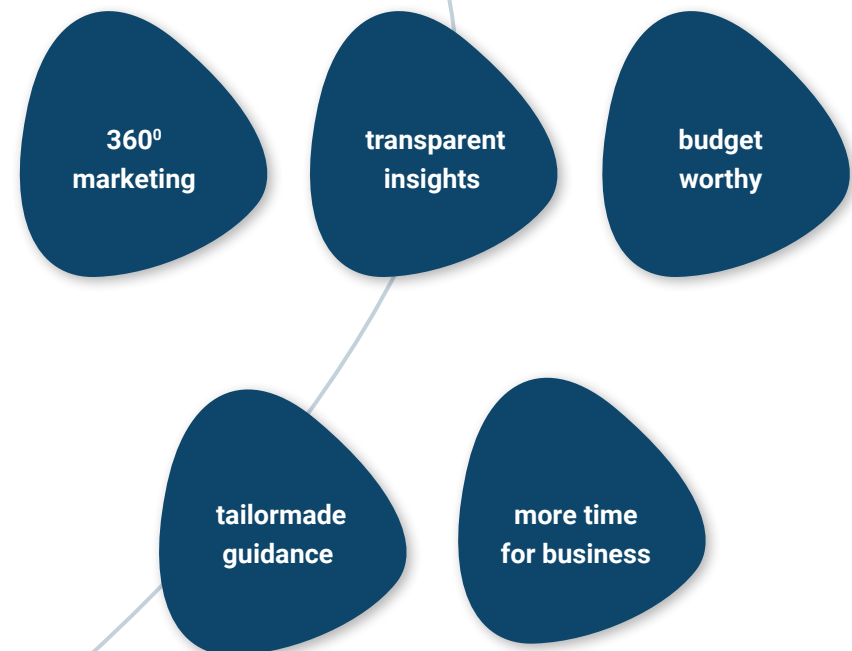 360⁰
marketing
transparent
insights
budget
worthy
tailormade
guidance
more time
for business